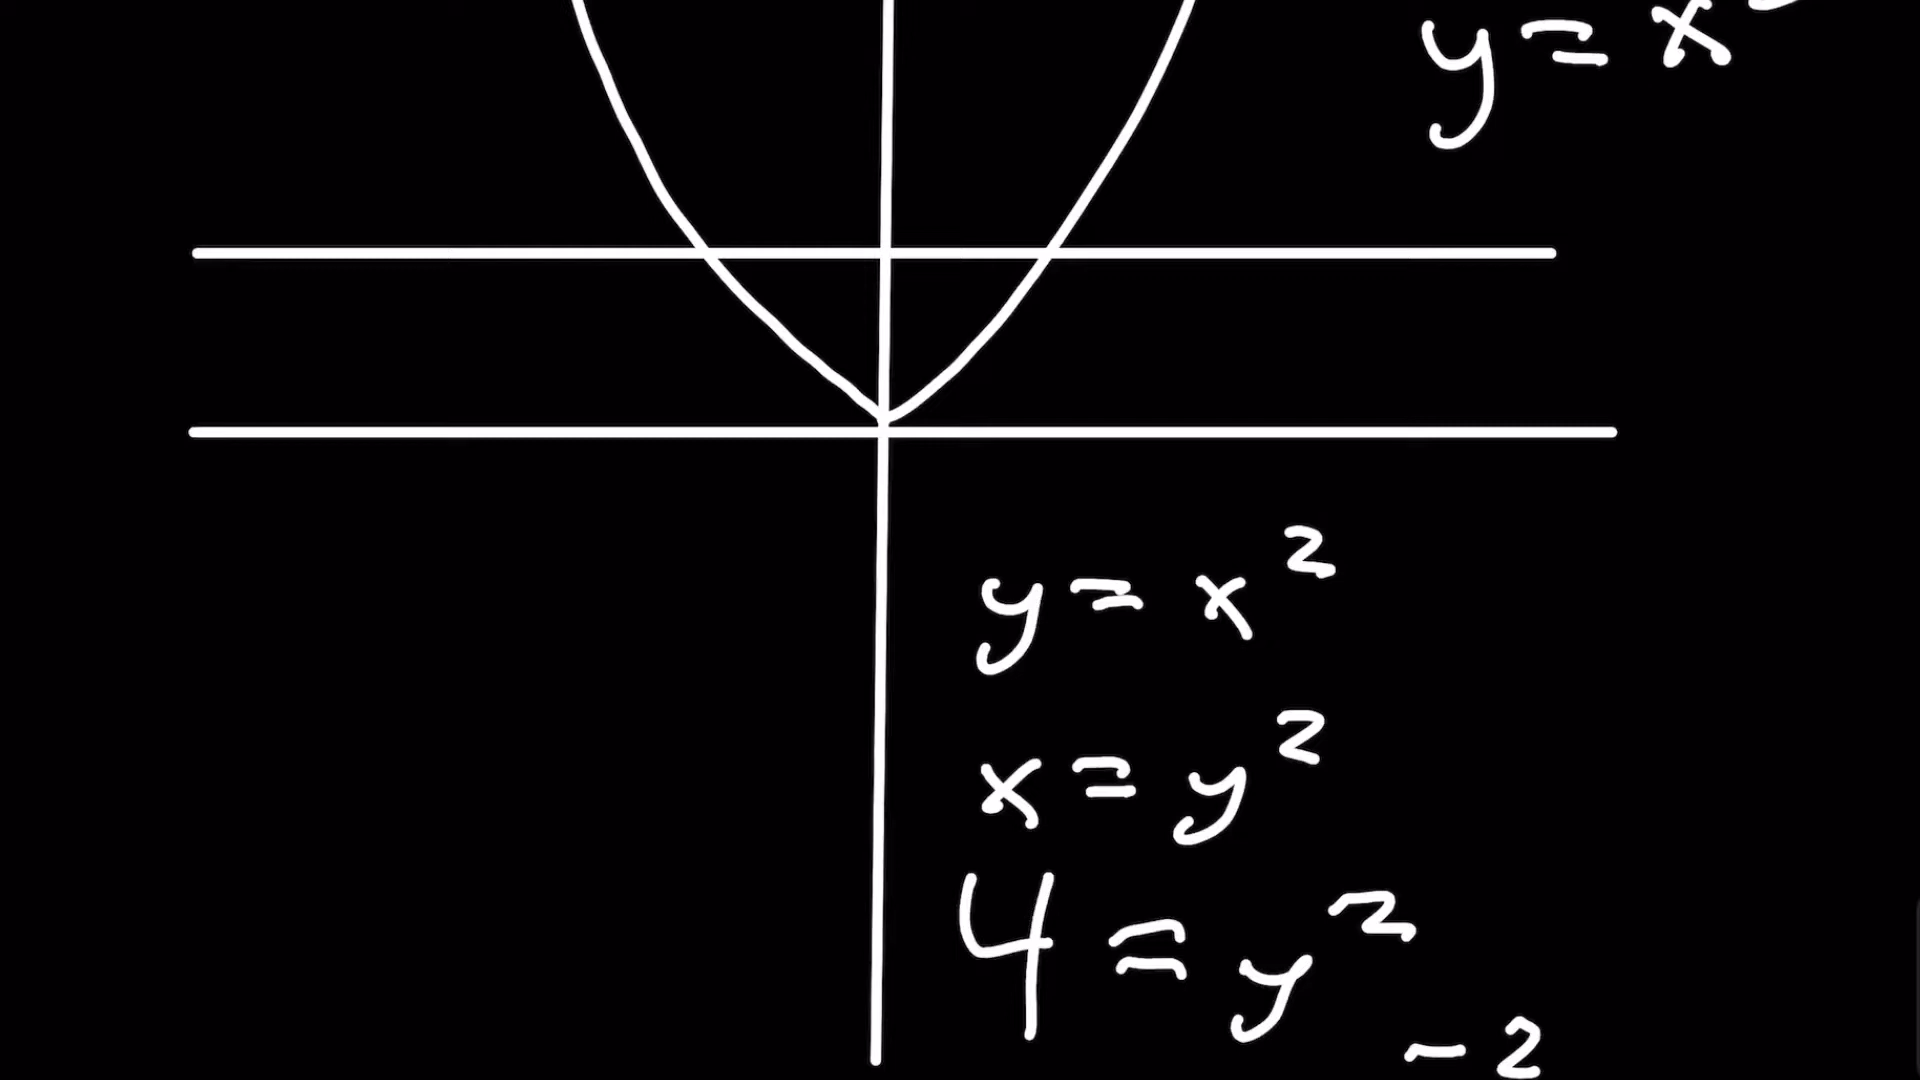 y = x²
y = x²
x = y²
4 = y²
-2